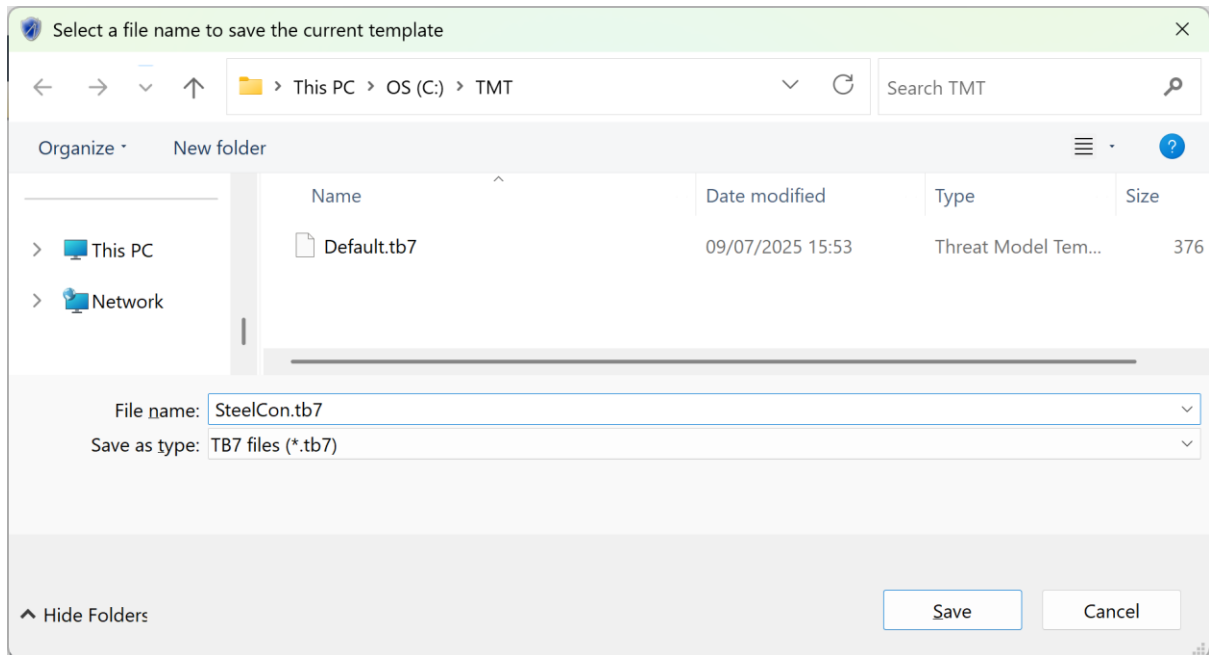 Select a file name to save the current template
This PC > OS (C:) > TMT
Search TMT
Organize
New folder
Name
Date modified
Type
Size
Default.tb7
09/07/2025 15:53
Threat Model Tem...
376
This PC
Network
File name: SteelCon.tb7
Save as type: TB7 files (*.tb7)
Hide Folders
Save
Cancel